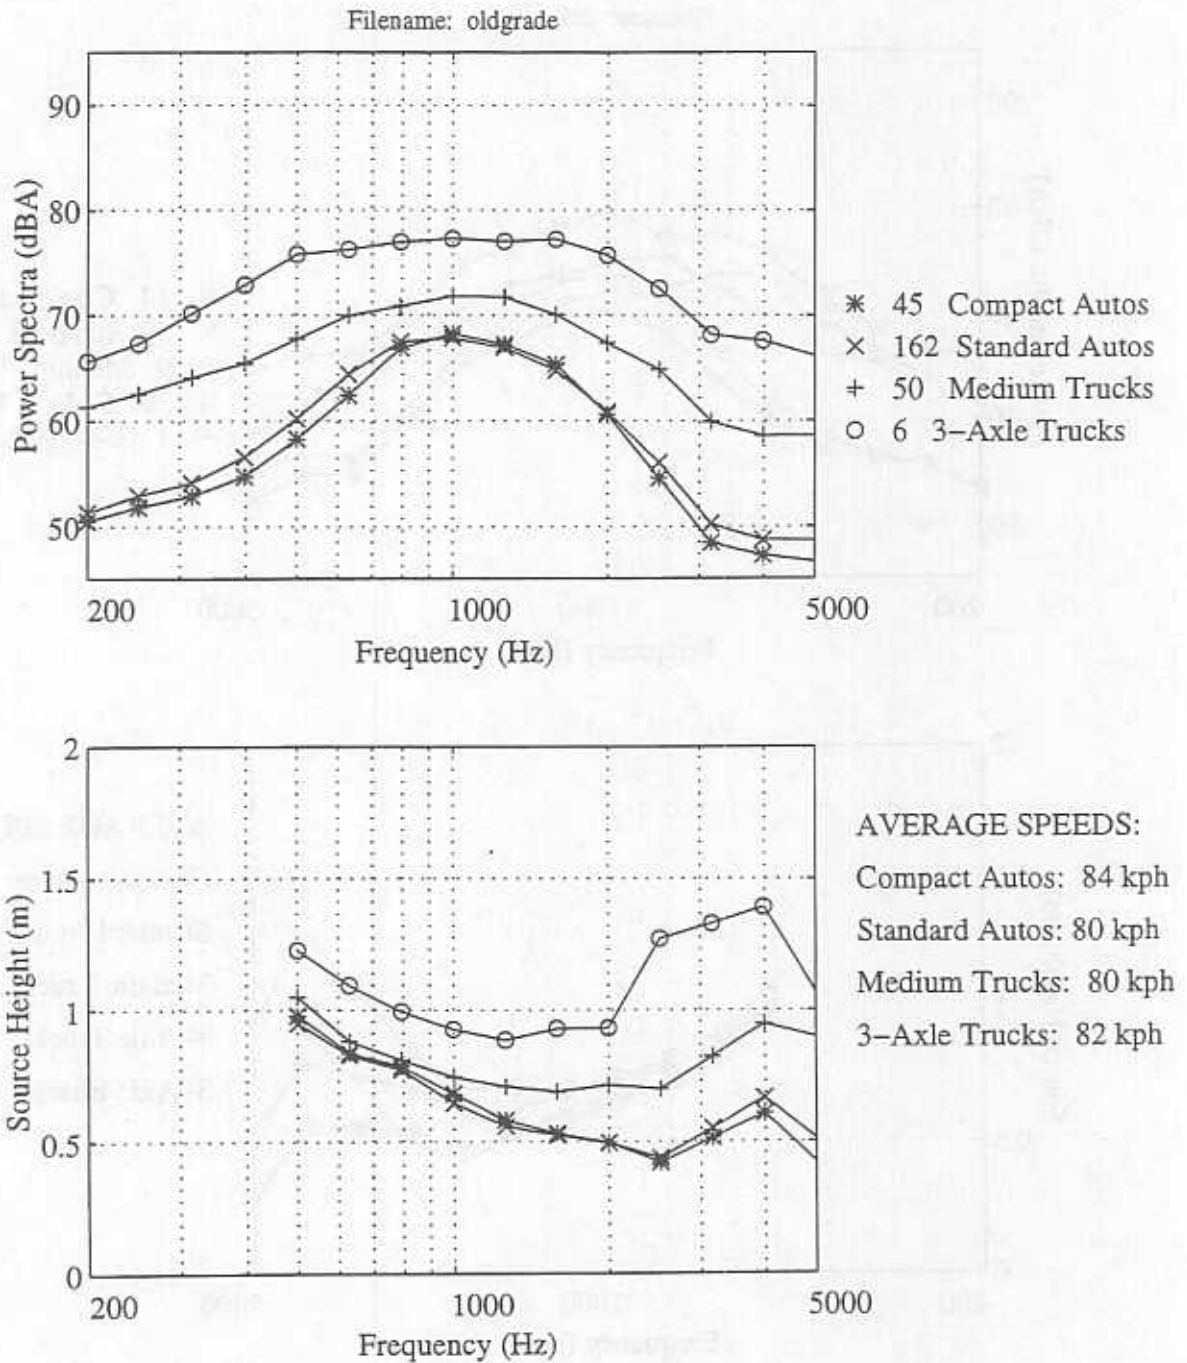 Filename: oldgrade
Power Spectra (dBA)
90
80
70
60
50
200 1000 5000
Frequency (Hz)
45 Compact Autos
162 Standard Autos
50 Medium Trucks
6 3-Axle Trucks
Source Height (m)
2
1.5
1
0.5
0
200 1000 5000
Frequency (Hz)
AVERAGE SPEEDS:
Compact Autos: 84 kph
Standard Autos: 80 kph
Medium Trucks: 80 kph
3-Axle Trucks: 82 kph